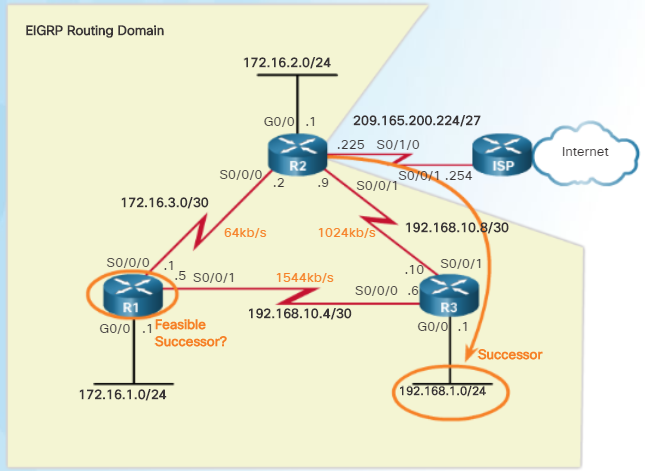 EIGRP Routing Domain
172.16.2.0/24
G0/0 .1
209.165.200.224/27
.225 S0/1/0
R2
ISP
Internet
S0/0/0
.2
.9
S0/0/1
S0/0/1 .254
172.16.3.0/30
64kb/s
1024kb/s
192.168.10.8/30
S0/0/0 .1
.5 S0/0/1
1544kb/s
.10 S0/0/1
S0/0/0 .6
R1
R3
192.168.10.4/30
G0/0 .1
Feasible
Successor?
G0/0 .1
Successor
172.16.1.0/24
192.168.1.0/24